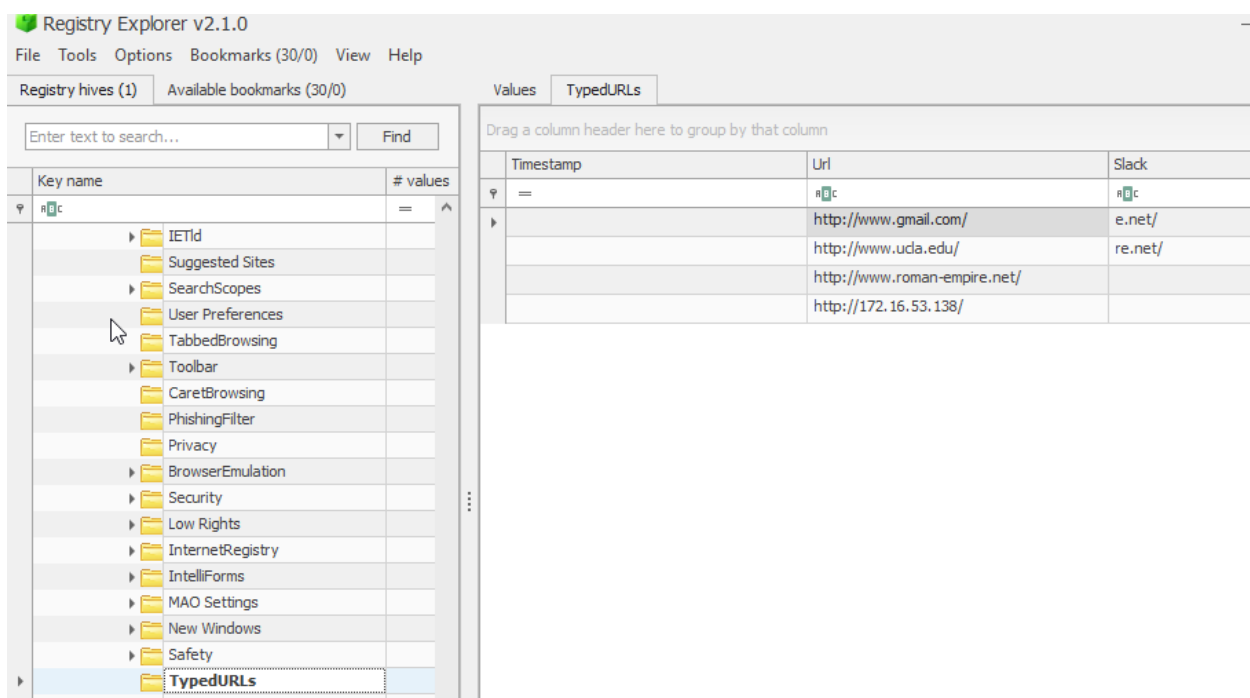 Registry Explorer v2.1.0
File Tools Options Bookmarks (30/0) View Help
Registry hives (1) Available bookmarks (30/0)
Enter text to search... Find
Key name # values
ABC =
IETld
Suggested Sites
SearchScopes
User Preferences
TabbedBrowsing
Toolbar
CaretBrowsing
PhishingFilter
Privacy
BrowserEmulation
Security
Low Rights
InternetRegistry
IntelliForms
MAO Settings
New Windows
Safety
TypedURLs
Values TypedURLs
Drag a column header here to group by that column
Timestamp Url Slack
= ABC ABC
http://www.gmail.com/ e.net/
http://www.ucla.edu/ re.net/
http://www.roman-empire.net/
http://172.16.53.138/